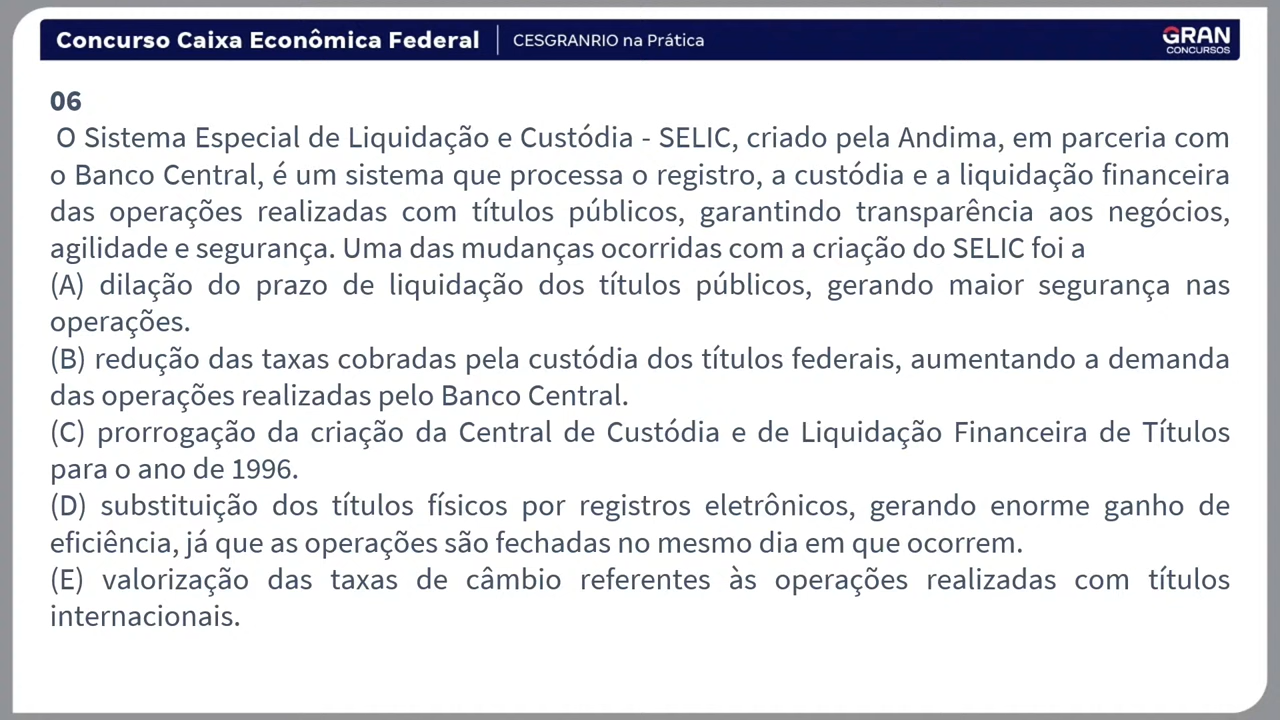 Concurso Caixa Econômica Federal | CESGRANRIO na Prática
GRAN
CONCURSOS
06
O Sistema Especial de Liquidação e Custódia - SELIC, criado pela Andima, em parceria com
o Banco Central, é um sistema que processa o registro, a custódia e a liquidação financeira
das operações realizadas com títulos públicos, garantindo transparência aos negócios,
agilidade e segurança. Uma das mudanças ocorridas com a criação do SELIC foi a
(A) dilação do prazo de liquidação dos títulos públicos, gerando maior segurança nas
operações.
(B) redução das taxas cobradas pela custódia dos títulos federais, aumentando a demanda
das operações realizadas pelo Banco Central.
(C) prorrogação da criação da Central de Custódia e de Liquidação Financeira de Títulos
para o ano de 1996.
(D) substituição dos títulos físicos por registros eletrônicos, gerando enorme ganho de
eficiência, já que as operações são fechadas no mesmo dia em que ocorrem.
(E) valorização das taxas de câmbio referentes às operações realizadas com títulos
internacionais.